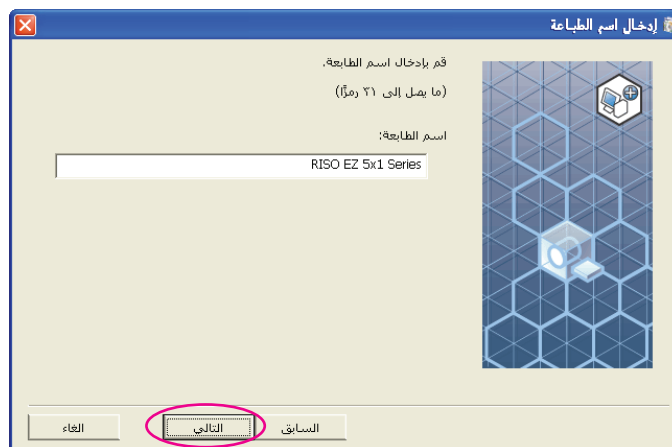 إدخال اسم الطباعة
قم بإدخال اسم الطابعة.
(ما يصل إلى ٣١ رمزًا)
اسم الطابعة:
RISO EZ 5x1 Series
السابق
التالي
الغاء